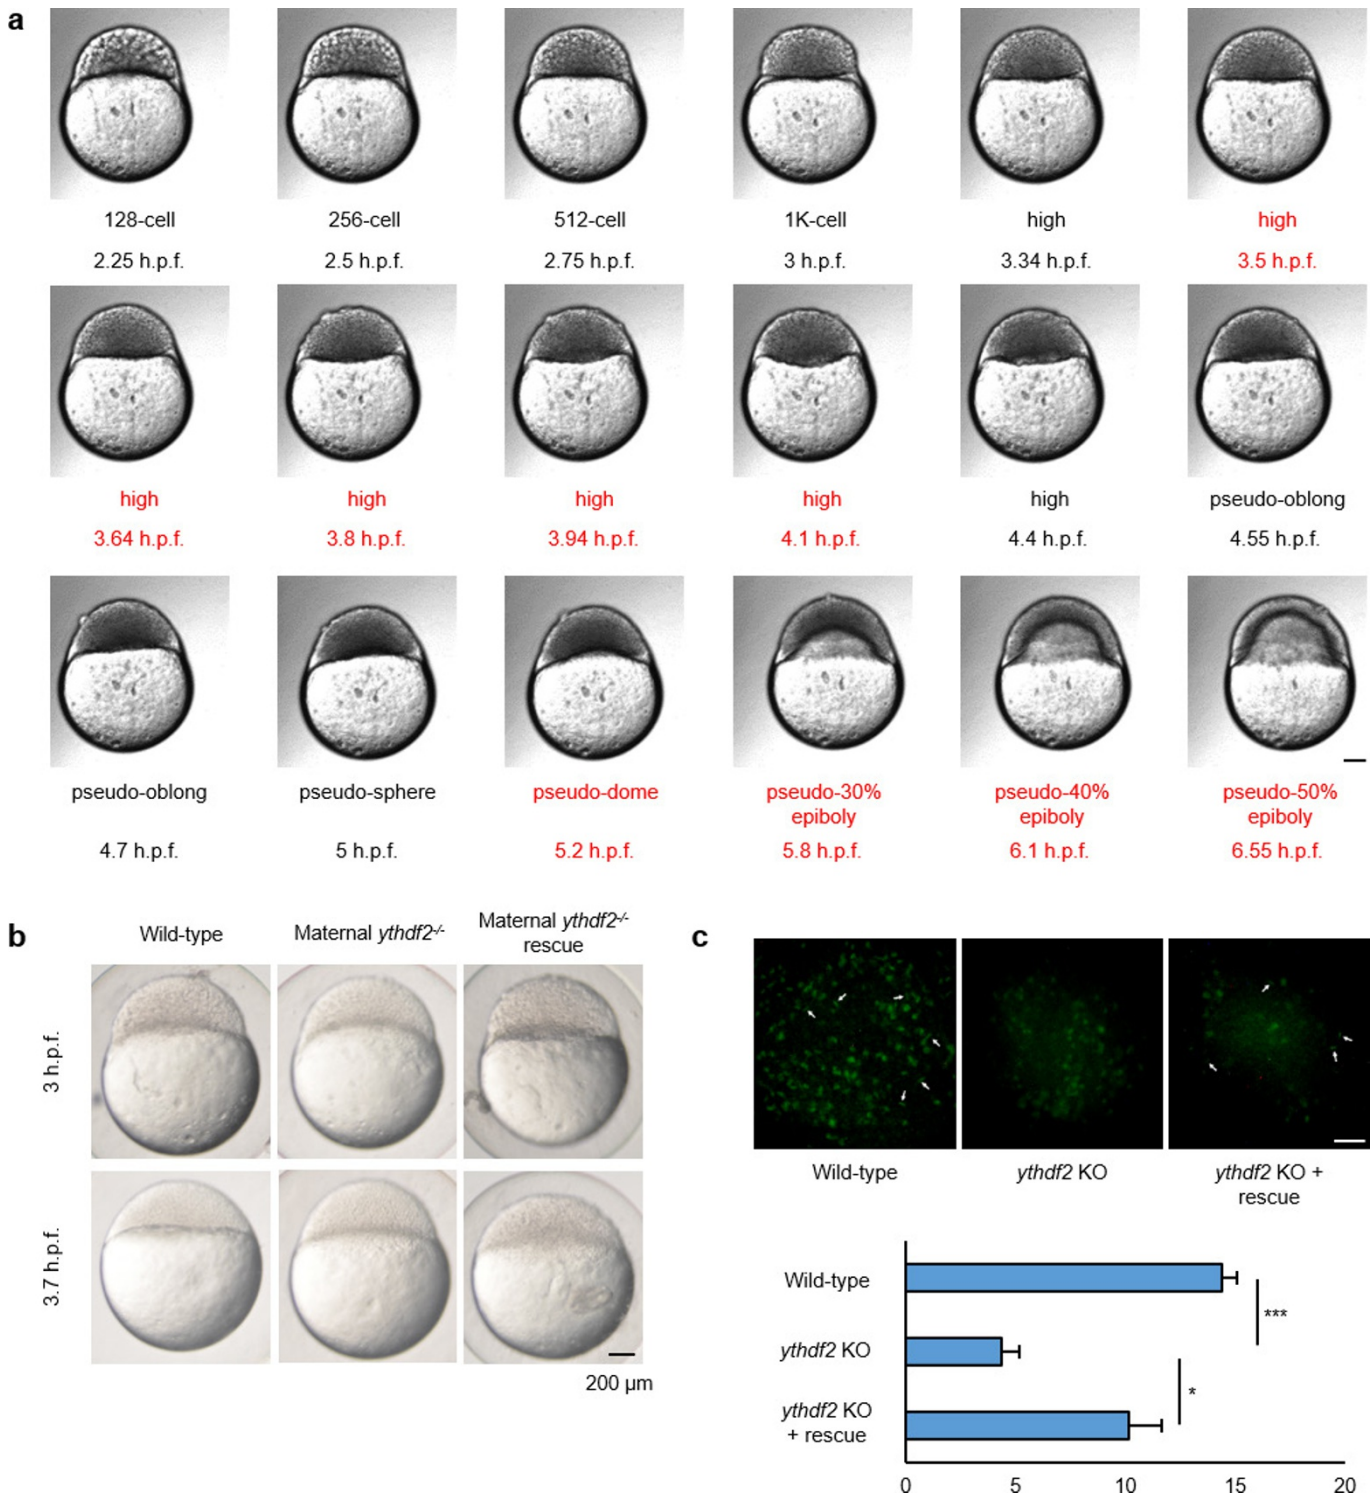 a
128-cell 256-cell 512-cell 1K-cell high high
2.25 h.p.f. 2.5 h.p.f. 2.75 h.p.f. 3 h.p.f. 3.34 h.p.f. 3.5 h.p.f.
high high high high high pseudo-oblong
3.64 h.p.f. 3.8 h.p.f. 3.94 h.p.f. 4.1 h.p.f. 4.4 h.p.f. 4.55 h.p.f.
pseudo-oblong pseudo-sphere pseudo-dome pseudo-30% pseudo-40% pseudo-50%
epiboly epiboly epiboly
4.7 h.p.f. 5 h.p.f. 5.2 h.p.f. 5.8 h.p.f. 6.1 h.p.f. 6.55 h.p.f.
b
Wild-type Maternal ythdf2-/- Maternal ythdf2-/-
rescue
3 h.p.f.
3.7 h.p.f.
200 µm
c
Wild-type ythdf2 KO ythdf2 KO +
rescue
Wild-type
***
ythdf2 KO
*
ythdf2 KO
+ rescue
0 5 10 15 20